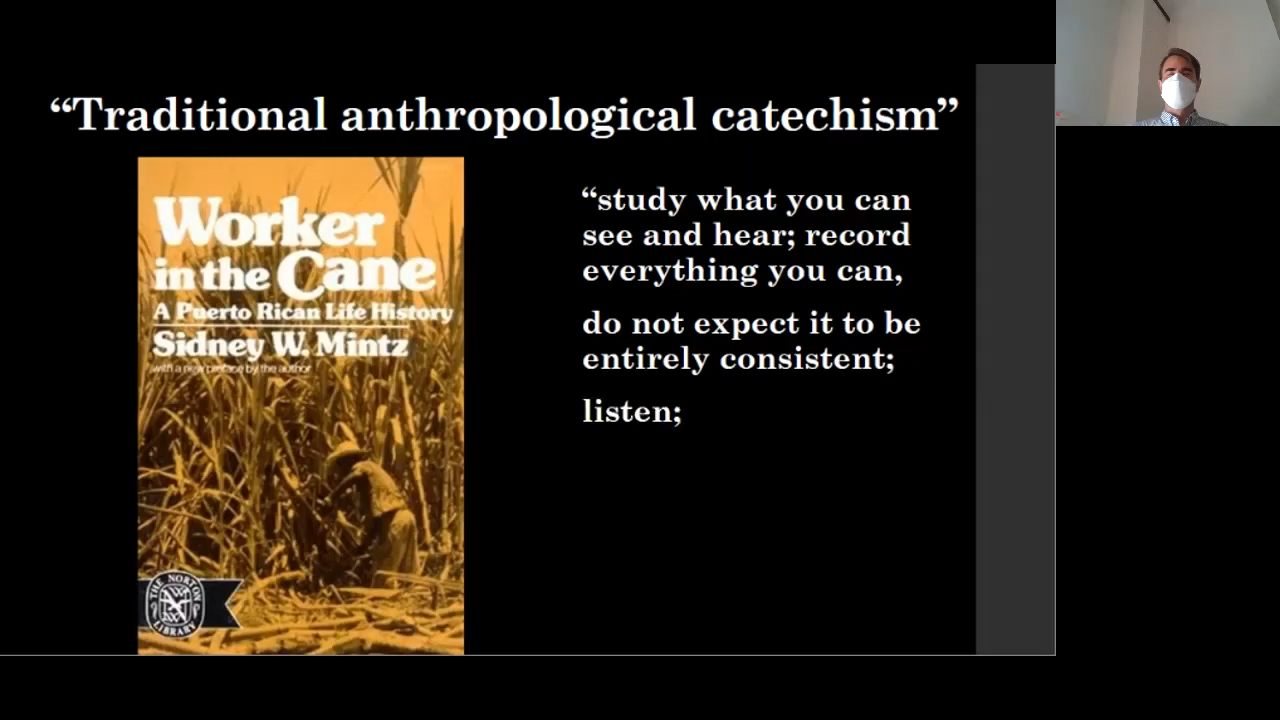 “Traditional anthropological catechism”
Worker
in the Cane
A Puerto Rican Life History
Sidney W. Mintz
with a new preface by the author
THE NORTON
LIBRARY
“study what you can
see and hear; record
everything you can,
do not expect it to be
entirely consistent;
listen;